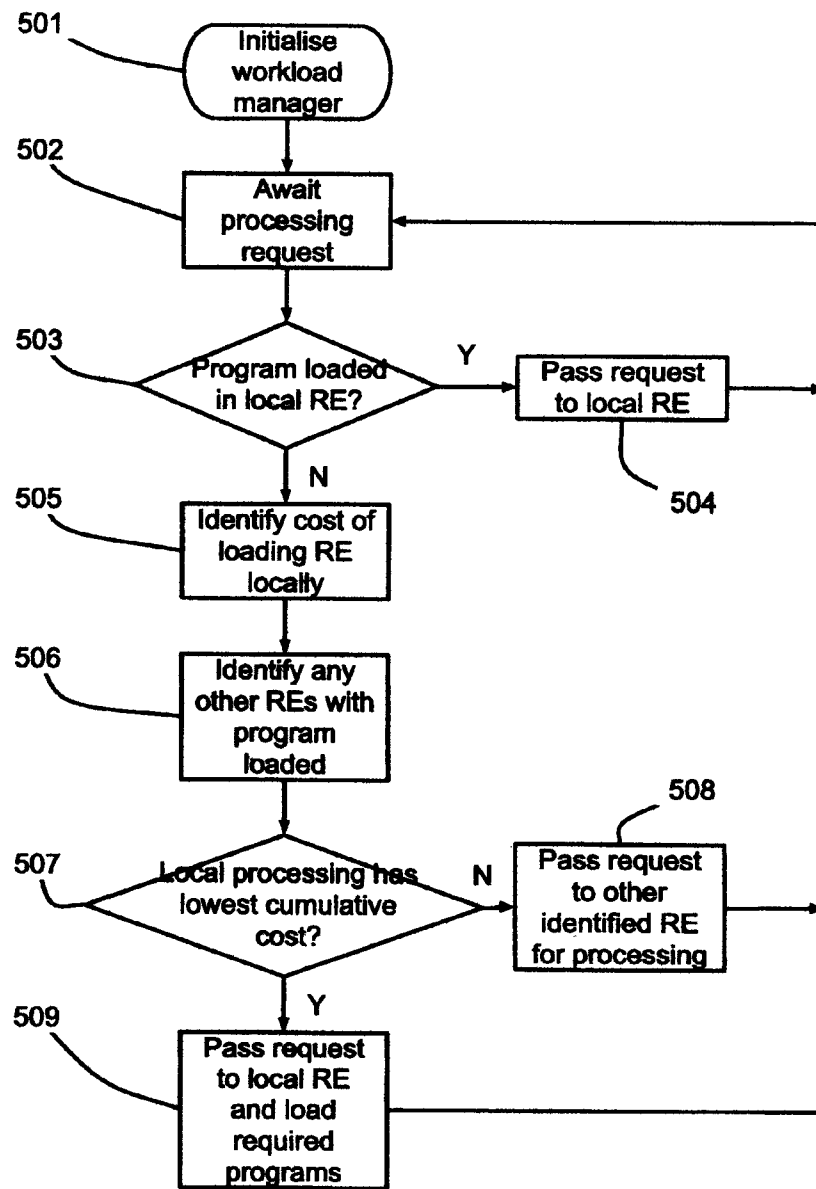 501
Initialise
workload
manager
502
Await
processing
request
503
Program loaded
in local RE?
Y
Pass request
to local RE
504
N
505
Identify cost of
loading RE
locally
506
Identify any
other REs with
program
loaded
507
Local processing has
lowest cumulative
cost?
N
508
Pass request
to other
identified RE
for processing
Y
509
Pass request
to local RE
and load
required
programs